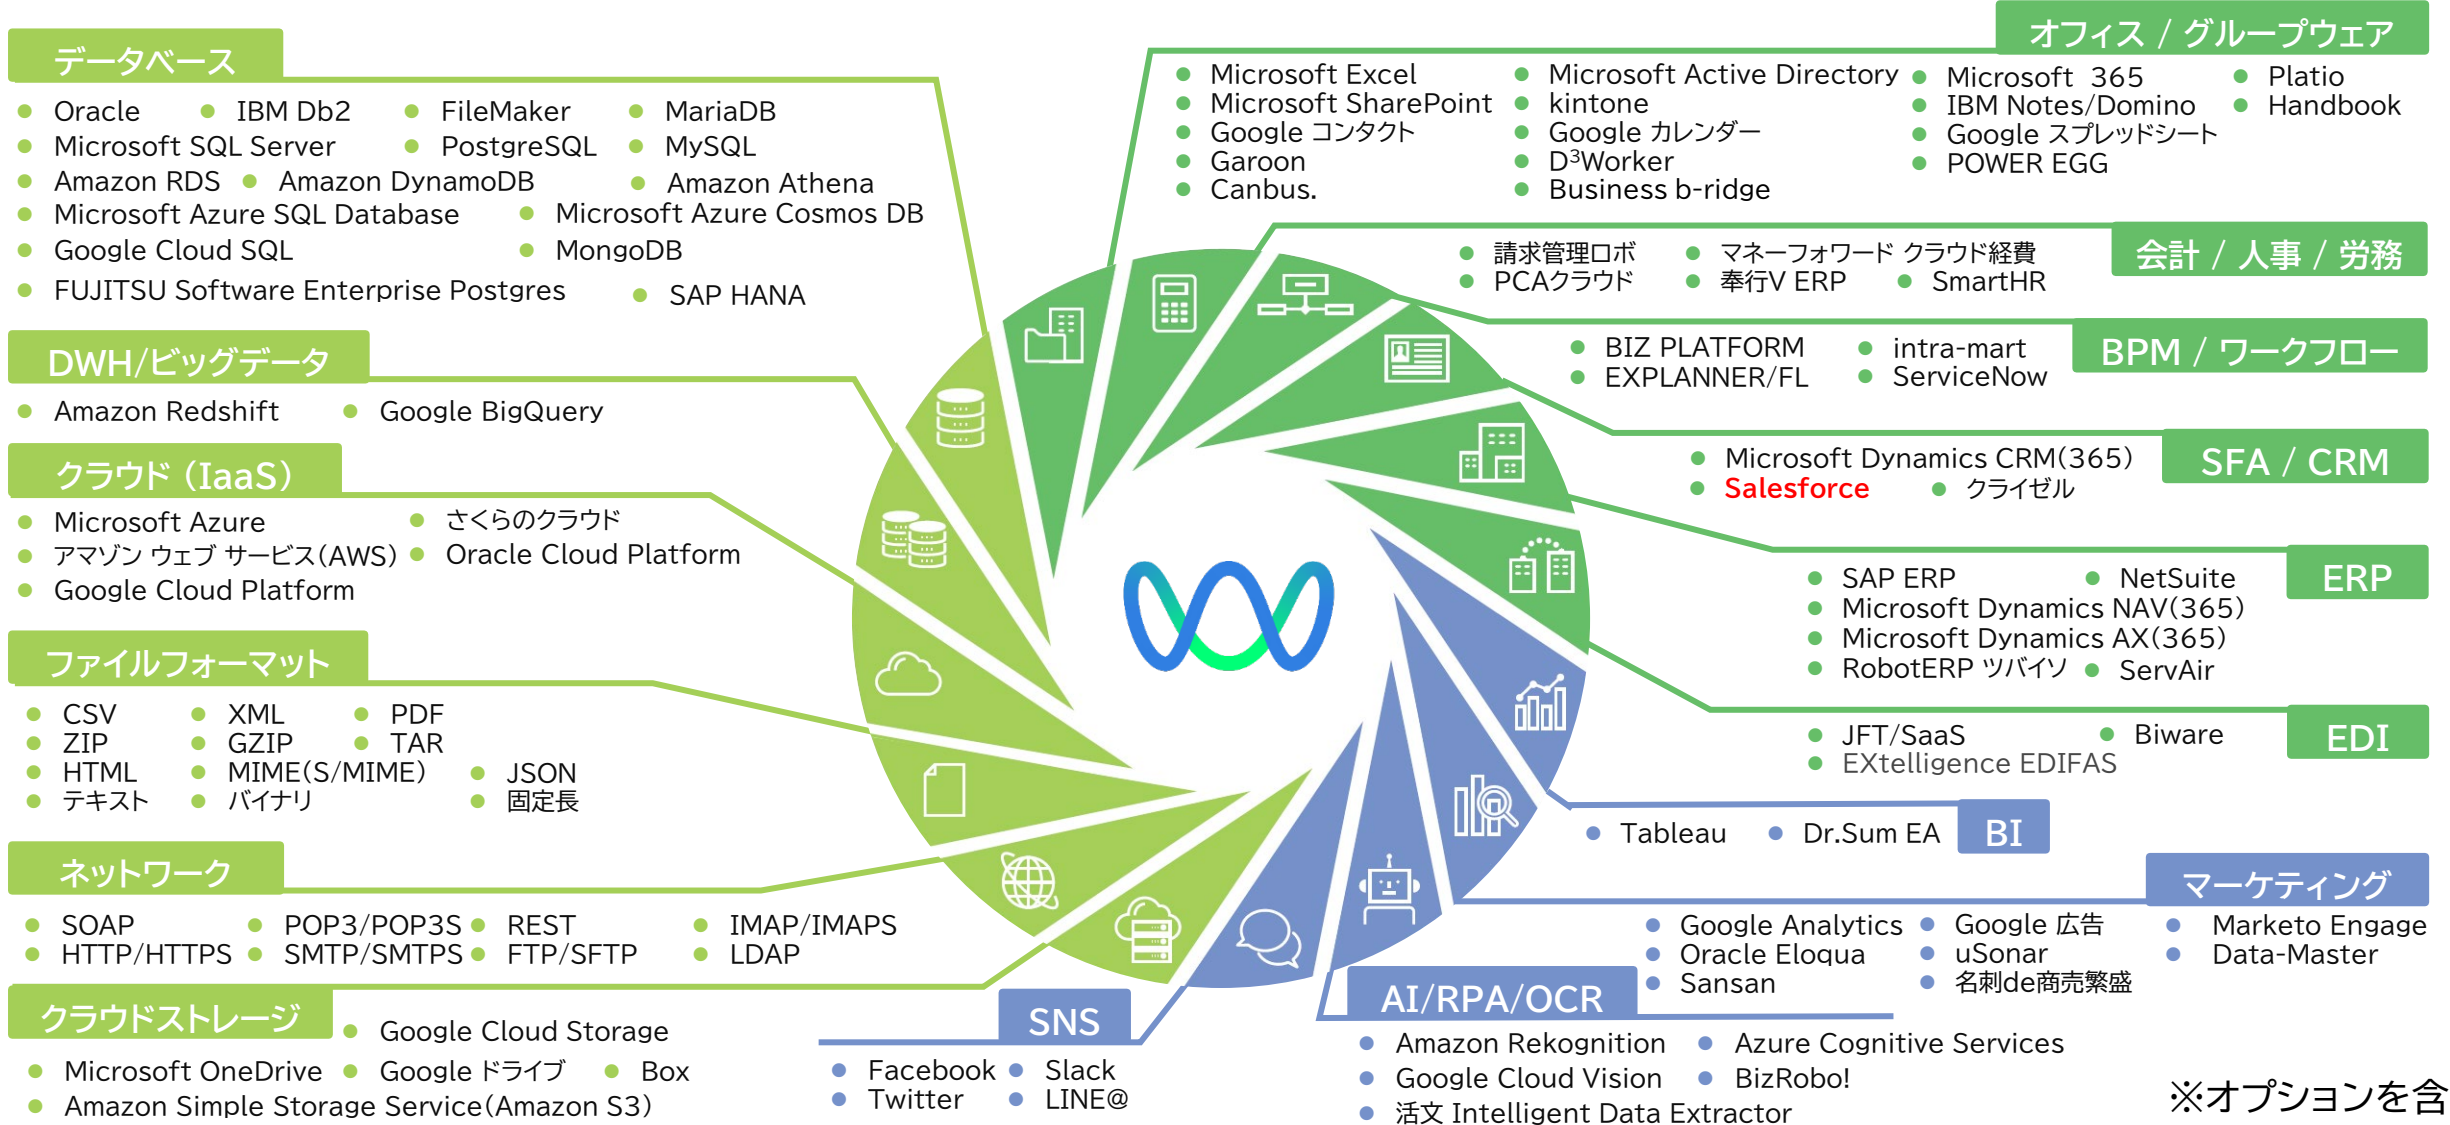 データベース
Oracle IBM Db2 FileMaker MariaDB
Microsoft SQL Server PostgreSQL MySQL
Amazon RDS Amazon DynamoDB Amazon Athena
Microsoft Azure SQL Database Microsoft Azure Cosmos DB
Google Cloud SQL MongoDB
FUJITSU Software Enterprise Postgres SAP HANA
DWH/ビッグデータ
Amazon Redshift Google BigQuery
クラウド（IaaS）
Microsoft Azure さくらのクラウド
アマゾン ウェブ サービス(AWS) Oracle Cloud Platform
Google Cloud Platform
ファイルフォーマット
CSV XML PDF
ZIP GZIP TAR
HTML MIME(S/MIME) JSON
テキスト バイナリ 固定長
ネットワーク
SOAP POP3/POP3S REST IMAP/IMAPS
HTTP/HTTPS SMTP/SMTPS FTP/SFTP LDAP
クラウドストレージ
Google Cloud Storage
Microsoft OneDrive Google ドライブ Box
Amazon Simple Storage Service(Amazon S3)
オフィス / グループウェア
Microsoft Excel Microsoft Active Directory Microsoft 365 Platio
Microsoft SharePoint kintone IBM Notes/Domino Handbook
Google コンタクト Google カレンダー Google スプレッドシート
Garoon D³Worker POWER EGG
Canbus. Business b-ridge
会計 / 人事 / 労務
請求管理ロボ マネーフォワード クラウド経費
PCAクラウド 奉行V ERP SmartHR
BPM / ワークフロー
BIZ PLATFORM intra-mart
EXPLANNER/FL ServiceNow
SFA / CRM
Microsoft Dynamics CRM(365)
Salesforce クライゼル
ERP
SAP ERP NetSuite
Microsoft Dynamics NAV(365)
Microsoft Dynamics AX(365)
RobotERP ツバイソ ServAir
EDI
JFT/SaaS Biware
EXtelligence EDIFAS
BI
Tableau Dr.Sum EA
マーケティング
Google Analytics Google 広告 Marketo Engage
Oracle Eloqua uSonar Data-Master
Sansan 名刺de商売繁盛
AI/RPA/OCR
Amazon Rekognition Azure Cognitive Services
Google Cloud Vision BizRobo!
活文 Intelligent Data Extractor
SNS
Facebook Slack
Twitter LINE@
※オプションを含